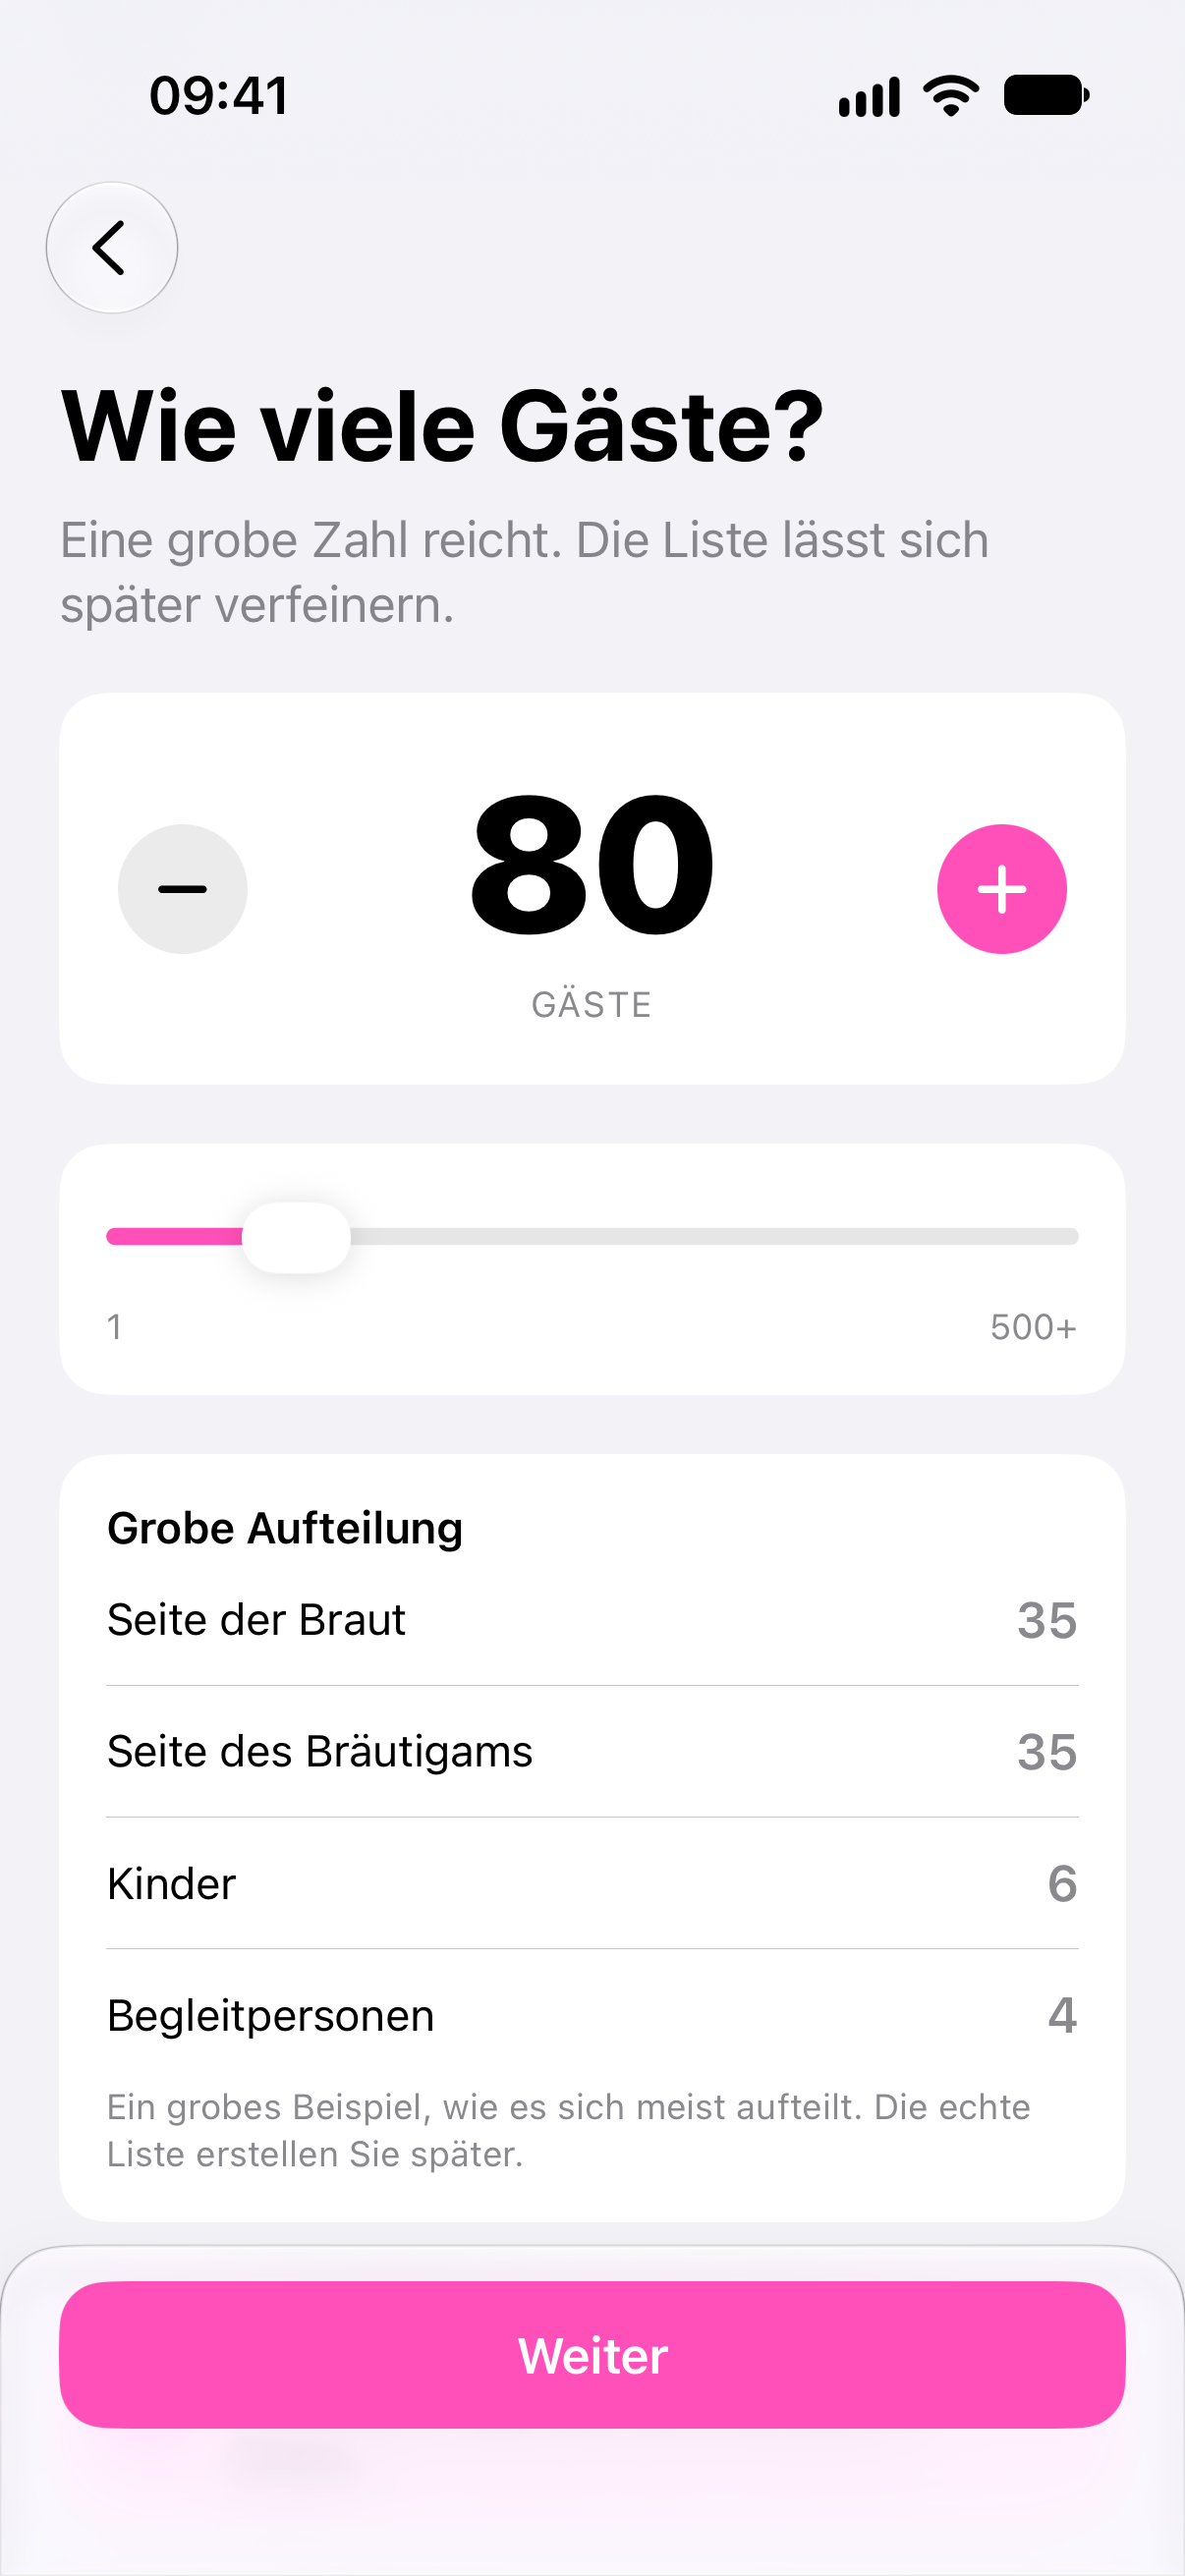 09:41
Wie viele Gäste?
Eine grobe Zahl reicht. Die Liste lässt sich
später verfeinern.
80
GÄSTE
1
500+
Grobe Aufteilung
Seite der Braut 35
Seite des Bräutigams 35
Kinder 6
Begleitpersonen 4
Ein grobes Beispiel, wie es sich meist aufteilt. Die echte
Liste erstellen Sie später.
Weiter